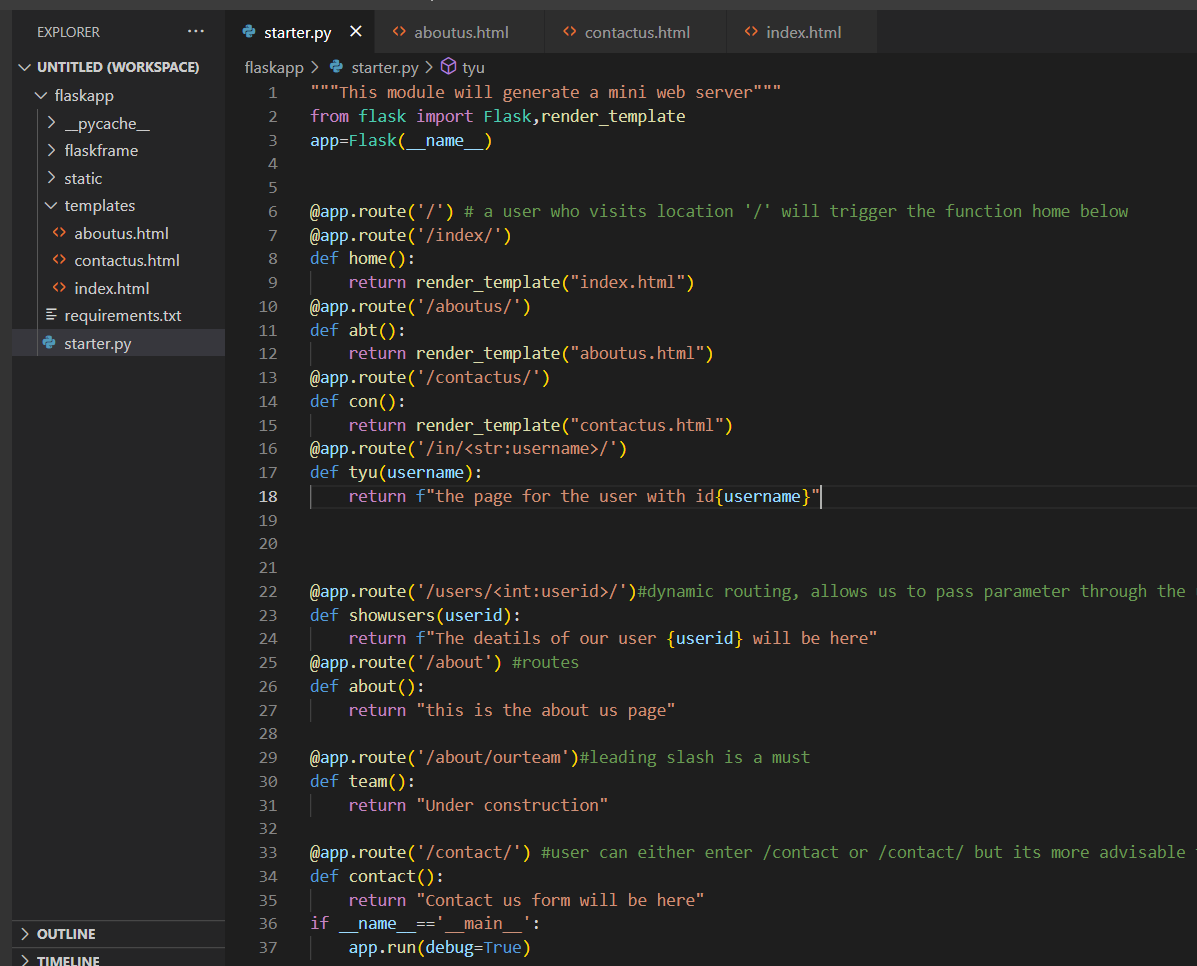 EXPLORER ...
UNTITLED (WORKSPACE)
flaskapp
__pycache__
flaskframe
static
templates
aboutus.html
contactus.html
index.html
requirements.txt
starter.py
OUTLINE
TIMELINE
starter.py aboutus.html contactus.html index.html
flaskapp > starter.py > tyu
1 """This module will generate a mini web server"""
2 from flask import Flask,render_template
3 app=Flask(__name__)
4
5
6 @app.route('/') # a user who visits location '/' will trigger the function home below
7 @app.route('/index/')
8 def home():
9     return render_template("index.html")
10 @app.route('/aboutus/')
11 def abt():
12     return render_template("aboutus.html")
13 @app.route('/contactus/')
14 def con():
15     return render_template("contactus.html")
16 @app.route('/in/<str:username>/')
17 def tyu(username):
18     return f"the page for the user with id{username}"
19
20
21
22 @app.route('/users/<int:userid>/')#dynamic routing, allows us to pass parameter through the
23 def showusers(userid):
24     return f"The deatils of our user {userid} will be here"
25 @app.route('/about') #routes
26 def about():
27     return "this is the about us page"
28
29 @app.route('/about/ourteam')#leading slash is a must
30 def team():
31     return "Under construction"
32
33 @app.route('/contact/') #user can either enter /contact or /contact/ but its more advisable
34 def contact():
35     return "Contact us form will be here"
36 if __name__=='__main__':
37     app.run(debug=True)